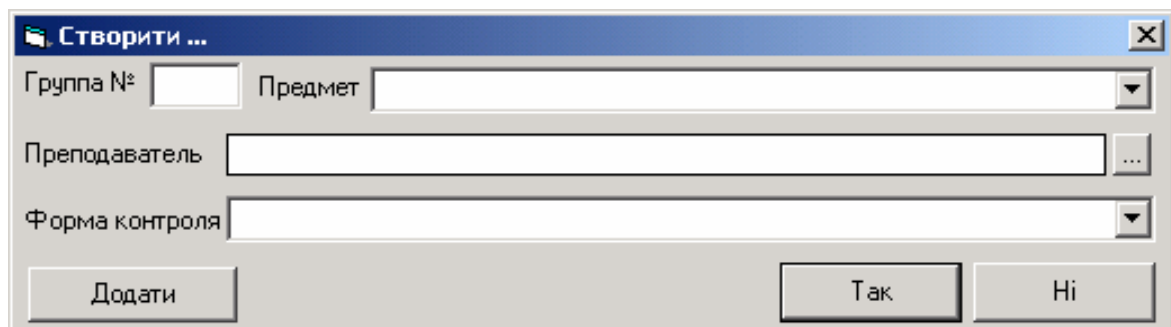 Створити ...
Группа № Предмет
Преподаватель ...
Форма контроля
Додати Так Ні